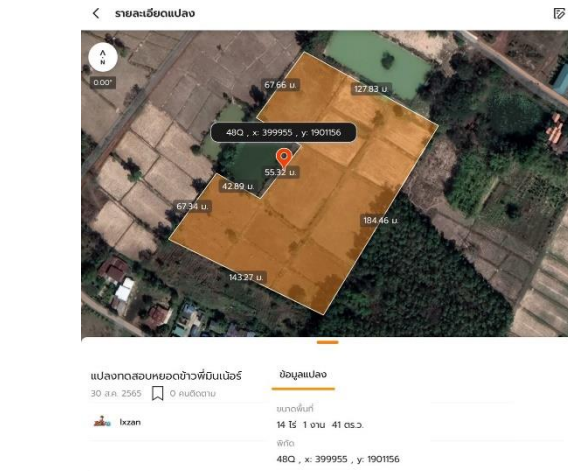 รายละเอียดแปลง
N
0.00°
67.66 ม.
127.83 ม.
48Q , x: 399955 , y: 1901156
55.32 ม.
42.89 ม.
67.34 ม.
184.46 ม.
143.27 ม.
แปลงทดสอบหยอดข้าวพี่มินเน้อร์
30 ส.ค. 2565 0 คนติดตาม
lxzan
ข้อมูลแปลง
ขนาดพื้นที่
14 ไร่ 1 งาน 41 ตร.ว.
พิกัด
48Q , x: 399955 , y: 1901156